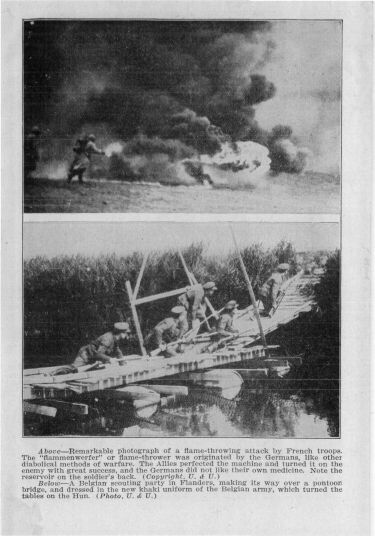 Above—Remarkable photograph of a flame-throwing attack by French troops.
The "flammenwerfer" or flame-thrower was originated by the Germans, like other
diabolical methods of warfare. The Allies perfected the machine and turned it on the
enemy with great success, and the Germans did not like their own medicine. Note the
reservoir on the soldier's back. (Copyright, U. & U.)
Below—A Belgian scouting party in Flanders, making its way over a pontoon
bridge, and dressed in the new khaki uniform of the Belgian army, which turned the
tables on the Hun. (Photo, U. & U.)